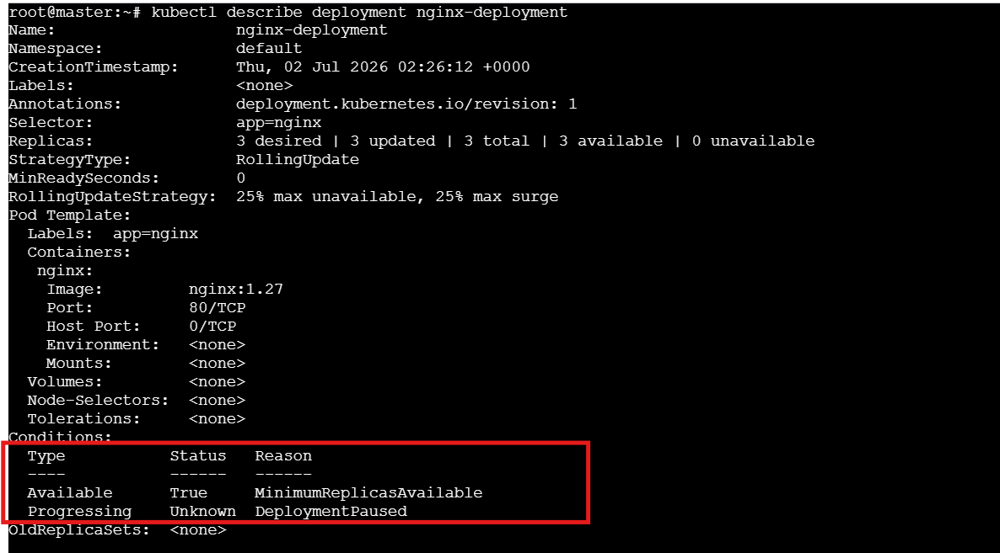 root@master:~# kubectl describe deployment nginx-deployment
Name:                   nginx-deployment
Namespace:              default
CreationTimestamp:      Thu, 02 Jul 2026 02:26:12 +0000
Labels:                 <none>
Annotations:            deployment.kubernetes.io/revision: 1
Selector:               app=nginx
Replicas:               3 desired | 3 updated | 3 total | 3 available | 0 unavailable
StrategyType:           RollingUpdate
MinReadySeconds:        0
RollingUpdateStrategy:  25% max unavailable, 25% max surge
Pod Template:
  Labels:  app=nginx
  Containers:
   nginx:
    Image:         nginx:1.27
    Port:          80/TCP
    Host Port:     0/TCP
    Environment:   <none>
    Mounts:        <none>
  Volumes:         <none>
  Node-Selectors:  <none>
  Tolerations:     <none>
Conditions:
  Type           Status   Reason
  ----           ------   ------
  Available      True     MinimumReplicasAvailable
  Progressing    Unknown  DeploymentPaused
OldReplicaSets:  <none>